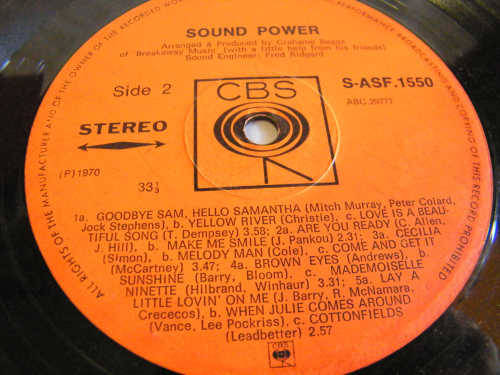 SOUND POWER
Arranged & Produced by Grahame Beggs
of Breakaway Music (with a little help from his friends)
Sound Engineer: Fred Ridgard
Side 2
CBS
S-ASF.1550
ABC 29777
STEREO
(P)1970
33⅓
1a. GOODBYE SAM, HELLO SAMANTHA (Mitch Murray, Peter Colard,
Jock Stephens), b. YELLOW RIVER (Christie), c. LOVE IS A BEAU-
TIFUL SONG (T. Dempsey) 3.58; 2a. ARE YOU READY (C. Allen,
J. Hill), b. MAKE ME SMILE (J. Pankou) 2.31; 3a. CECILIA
(Simon), b. MELODY MAN (Cole), c. COME AND GET IT
(McCartney) 3.47; 4a. BROWN EYES (Andrews), b.
SUNSHINE (Barry, Bloom), c. MADEMOISELLE
NINETTE (Hilbrand, Winhaur) 3.31; 5a. LAY A
LITTLE LOVIN' ON ME (J. Barry, R. McNamara,
Crececos), b. WHEN JULIE COMES AROUND
(Vance, Lee Pockriss), c. COTTONFIELDS
(Leadbetter) 2.57
CBS
ALL RIGHTS OF THE MANUFACTURER AND OF THE OWNER OF THE RECORDED WO
PERFORMANCE BROADCASTING AND COPYING OF THIS RECORD PROHIBITED